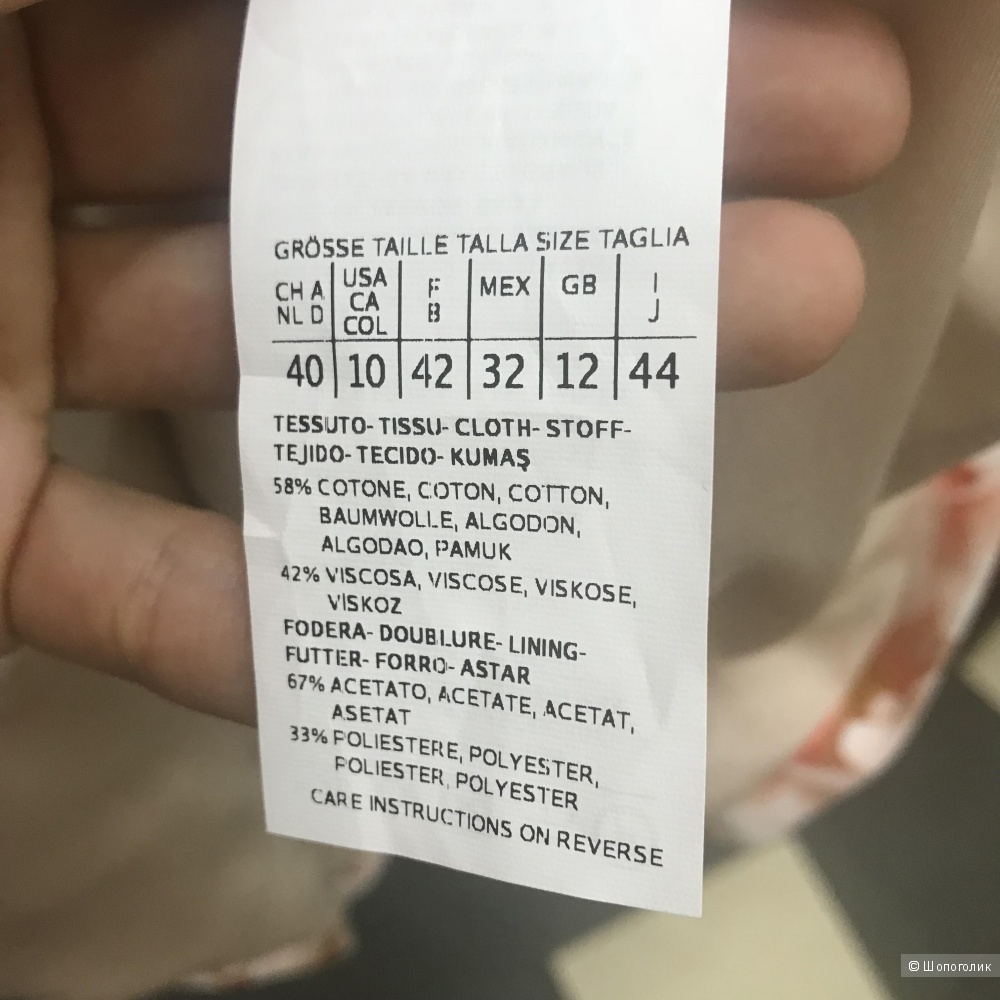 GRÖSSE TAILLE TALLA SIZE TAGLIA
CH A NL D | USA CA COL | F B | MEX | GB | I J
40 | 10 | 42 | 32 | 12 | 44
TESSUTO- TISSU- CLOTH- STOFF-
TEJIDO- TECIDO- KUMAŞ
58% COTONE, COTON, COTTON,
BAUMWOLLE, ALGODON,
ALGODAO, PAMUK
42% VISCOSA, VISCOSE, VISKOSE,
VISKOZ
FODERA- DOUBLURE- LINING-
FUTTER- FORRO- ASTAR
67% ACETATO, ACETATE, ACETAT,
ASETAT
33% POLIESTERE, POLYESTER,
POLIESTER, POLYESTER
CARE INSTRUCTIONS ON REVERSE
© Шопоголик